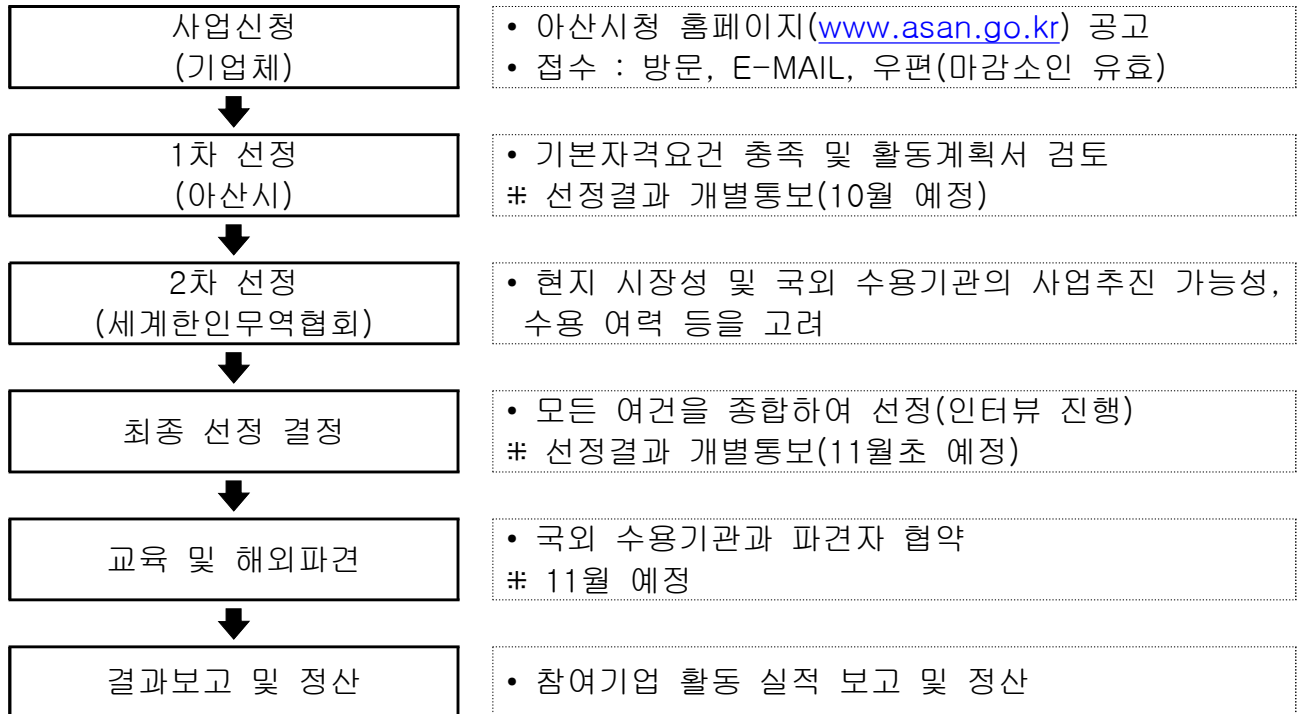 사업신청
(기업체)
• 아산시청 홈페이지(www.asan.go.kr) 공고
• 접수 : 방문, E-MAIL, 우편(마감소인 유효)
1차 선정
(아산시)
• 기본자격요건 충족 및 활동계획서 검토
※ 선정결과 개별통보(10월 예정)
2차 선정
(세계한인무역협회)
• 현지 시장성 및 국외 수용기관의 사업추진 가능성,
수용 여력 등을 고려
최종 선정 결정
• 모든 여건을 종합하여 선정(인터뷰 진행)
※ 선정결과 개별통보(11월초 예정)
교육 및 해외파견
• 국외 수용기관과 파견자 협약
※ 11월 예정
결과보고 및 정산
• 참여기업 활동 실적 보고 및 정산